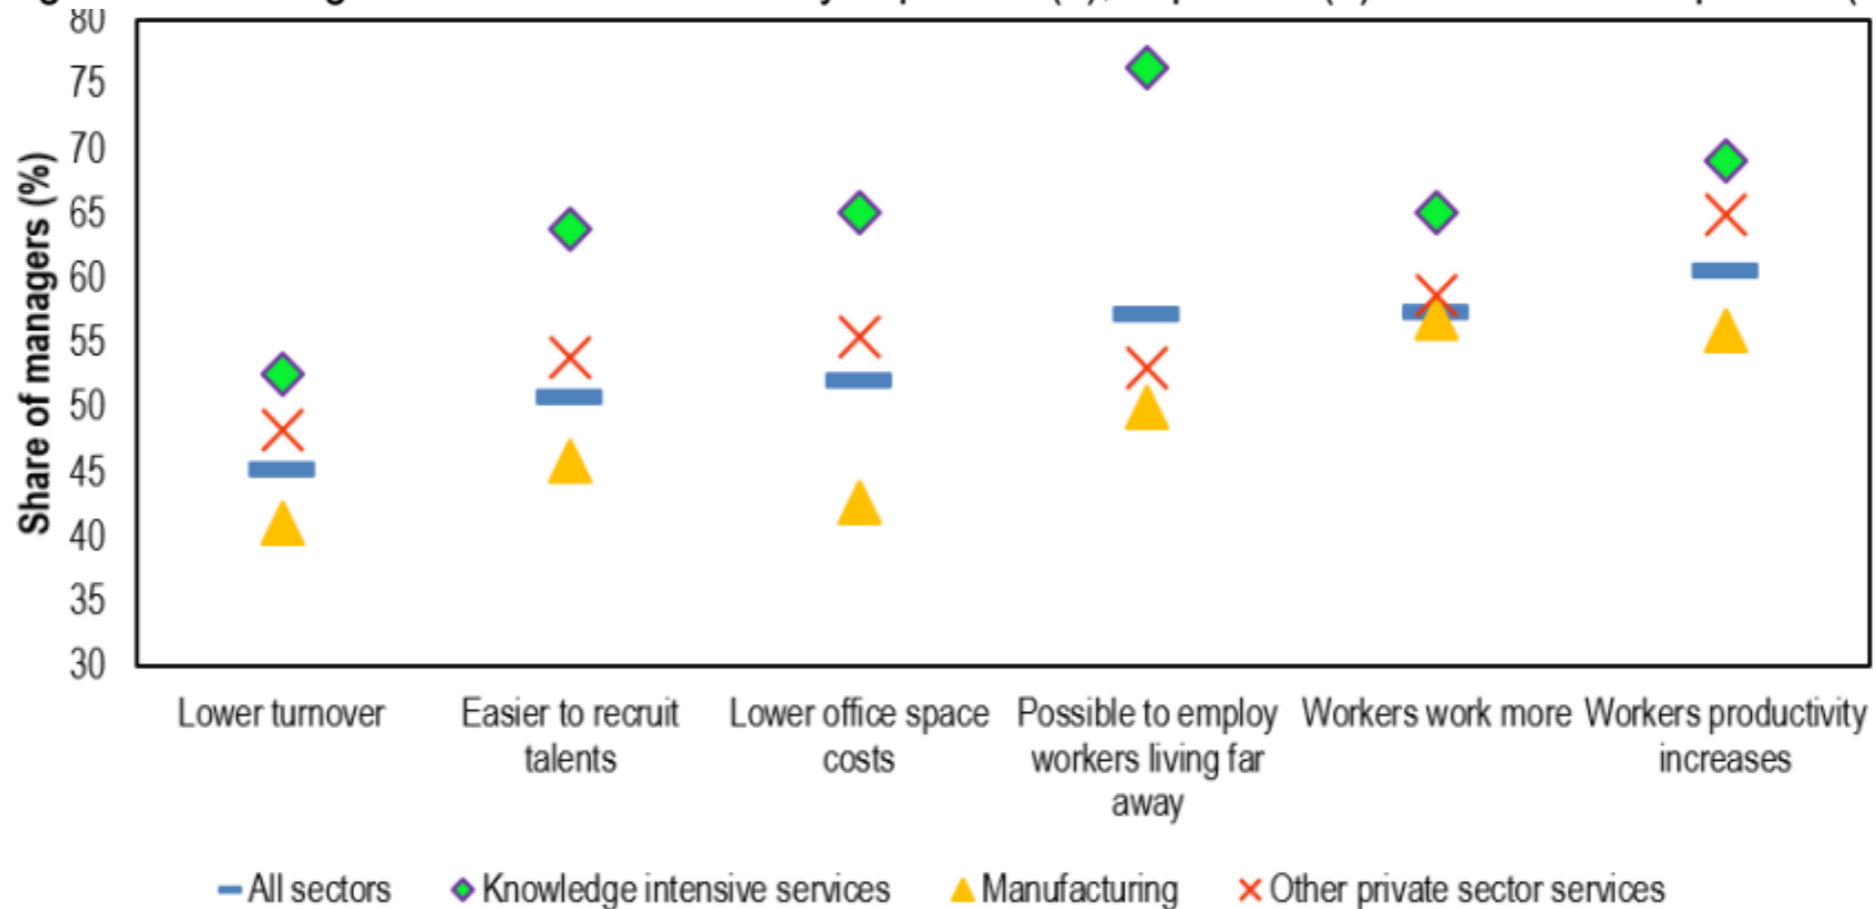 80
75
70
65
60
55
50
45
40
35
30
Share of managers (%)
Lower turnover
Easier to recruit
talents
Lower office space
costs
Possible to employ
workers living far
away
Workers work more
Workers productivity
increases
All sectors
Knowledge intensive services
Manufacturing
Other private sector services